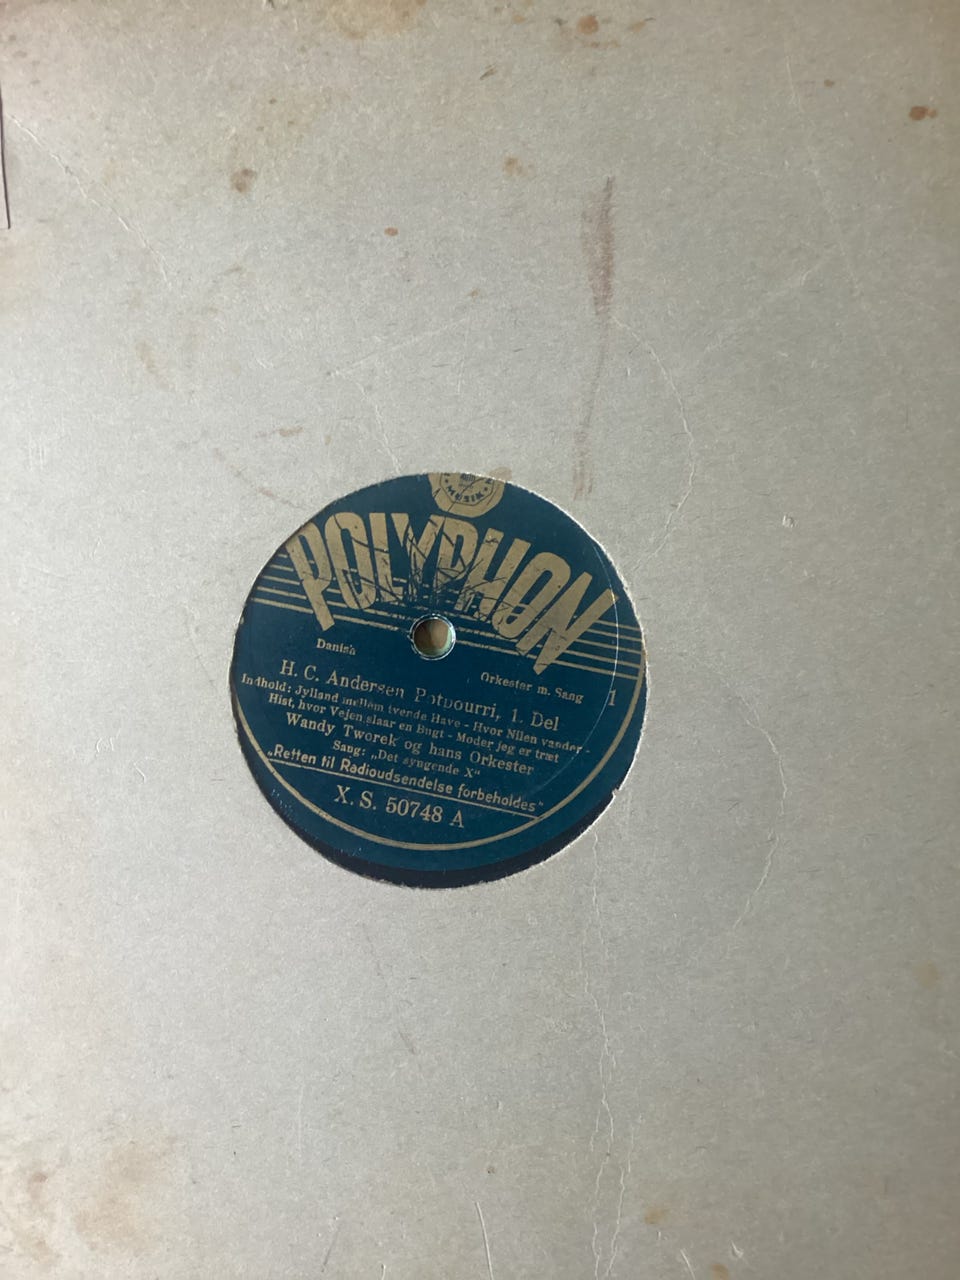 MUSIK
POLYPHON
Danish
Orkester m. Sang
1
H. C. Andersen Potpourri, 1. Del
Indhold: Jylland mellem tvende Have - Hvor Nilen vander -
Hist, hvor Vejen slaar en Bugt - Moder jeg er træt
Wandy Tworek og hans Orkester
Sang: „Det syngende X"
„Retten til Radioudsendelse forbeholdes"
X. S. 50748 A